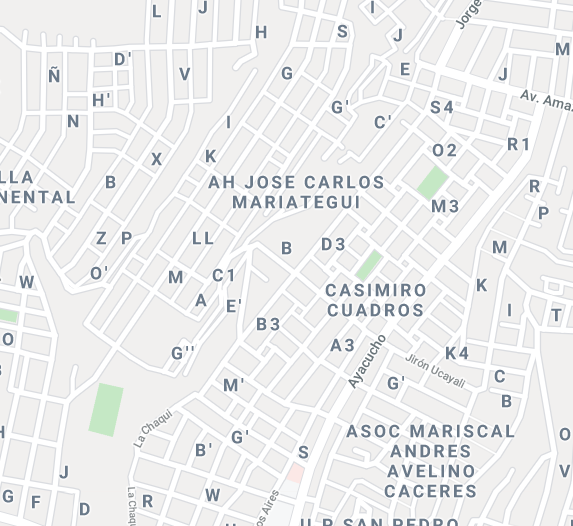 L
J
I
H
S
J
Jorge
M
D'
Ñ
V
G
E
J
H'
G'
S4
Av. Ama.
N
I
C'
X
K
O2
R1
LLA
NENTAL
B
AH JOSE CARLOS
MARIATEGUI
M3
R
P
Z
P
LL
B
D3
M
O'
M
C1
W
K
CASIMIRO
CUADROS
A
E'
I
T
B3
O
A3
K4
G''
Ayacucho
Jirón Ucayali
C
M'
G'
B
La Chaqui
G'
ASOC MARISCAL
ANDRES
AVELINO
CACERES
H
B'
S
O
J
V
G
F
D
La Chaqu
R
W
os Aires
U.P. SAN PEDRO